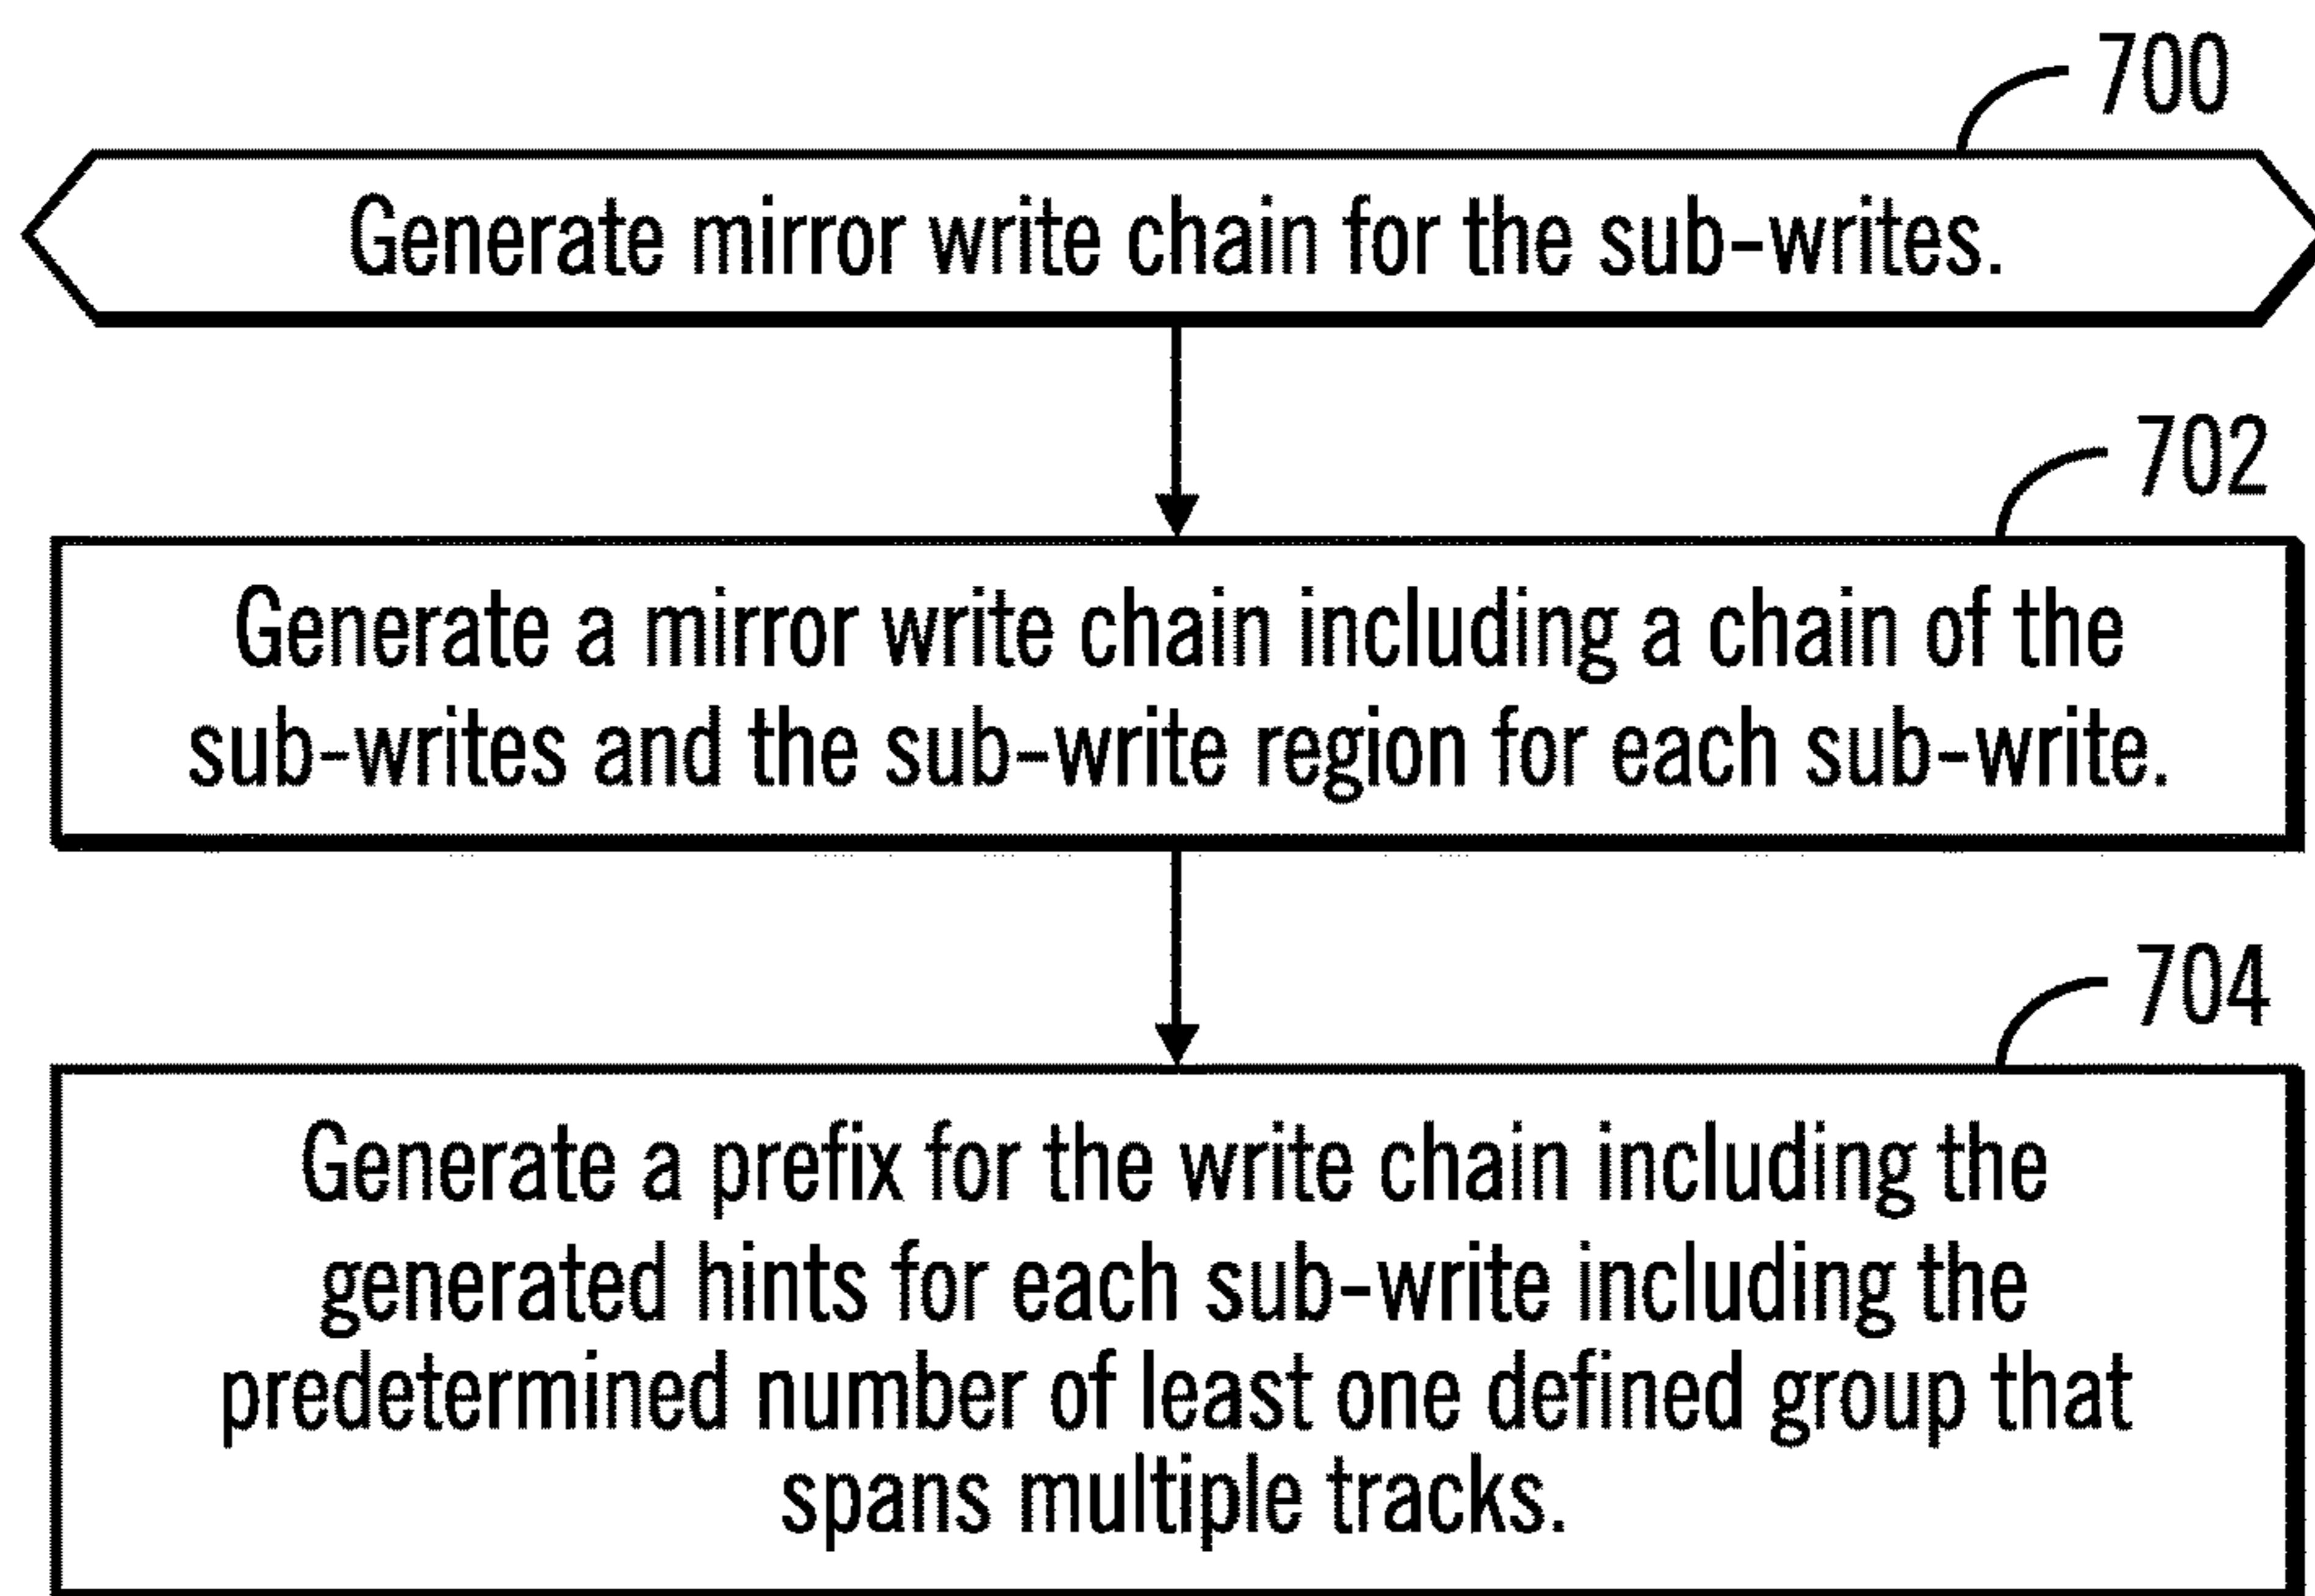 700
Generate mirror write chain for the sub-writes.
702
Generate a mirror write chain including a chain of the
sub-writes and the sub-write region for each sub-write.
704
Generate a prefix for the write chain including the
generated hints for each sub-write including the
predetermined number of least one defined group that
spans multiple tracks.